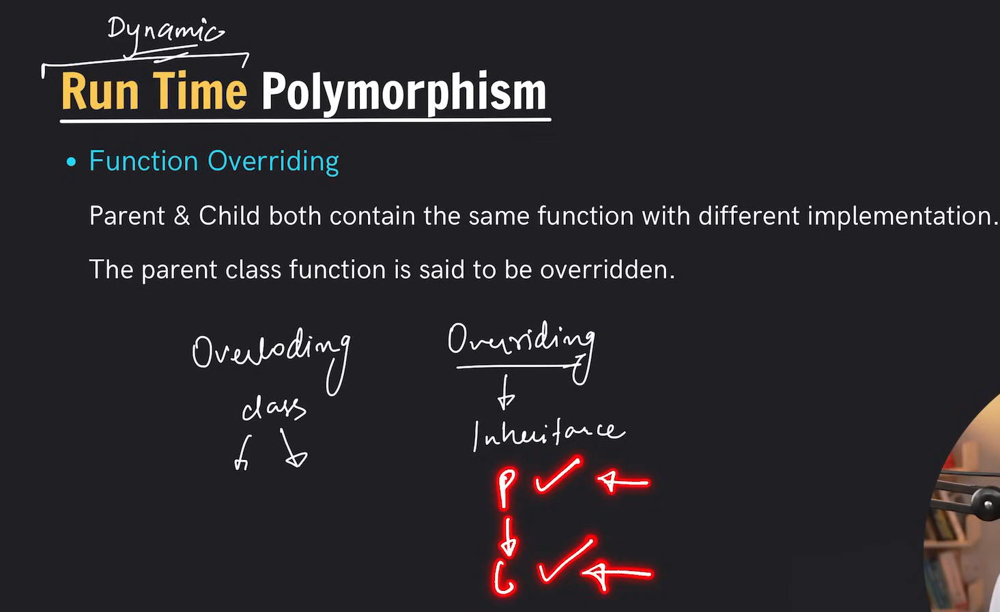 Dynamic
Run Time Polymorphism
• Function Overriding
Parent & Child both contain the same function with different implementation.
The parent class function is said to be overridden.
Overloding Overriding
class
Inheritance
P
C